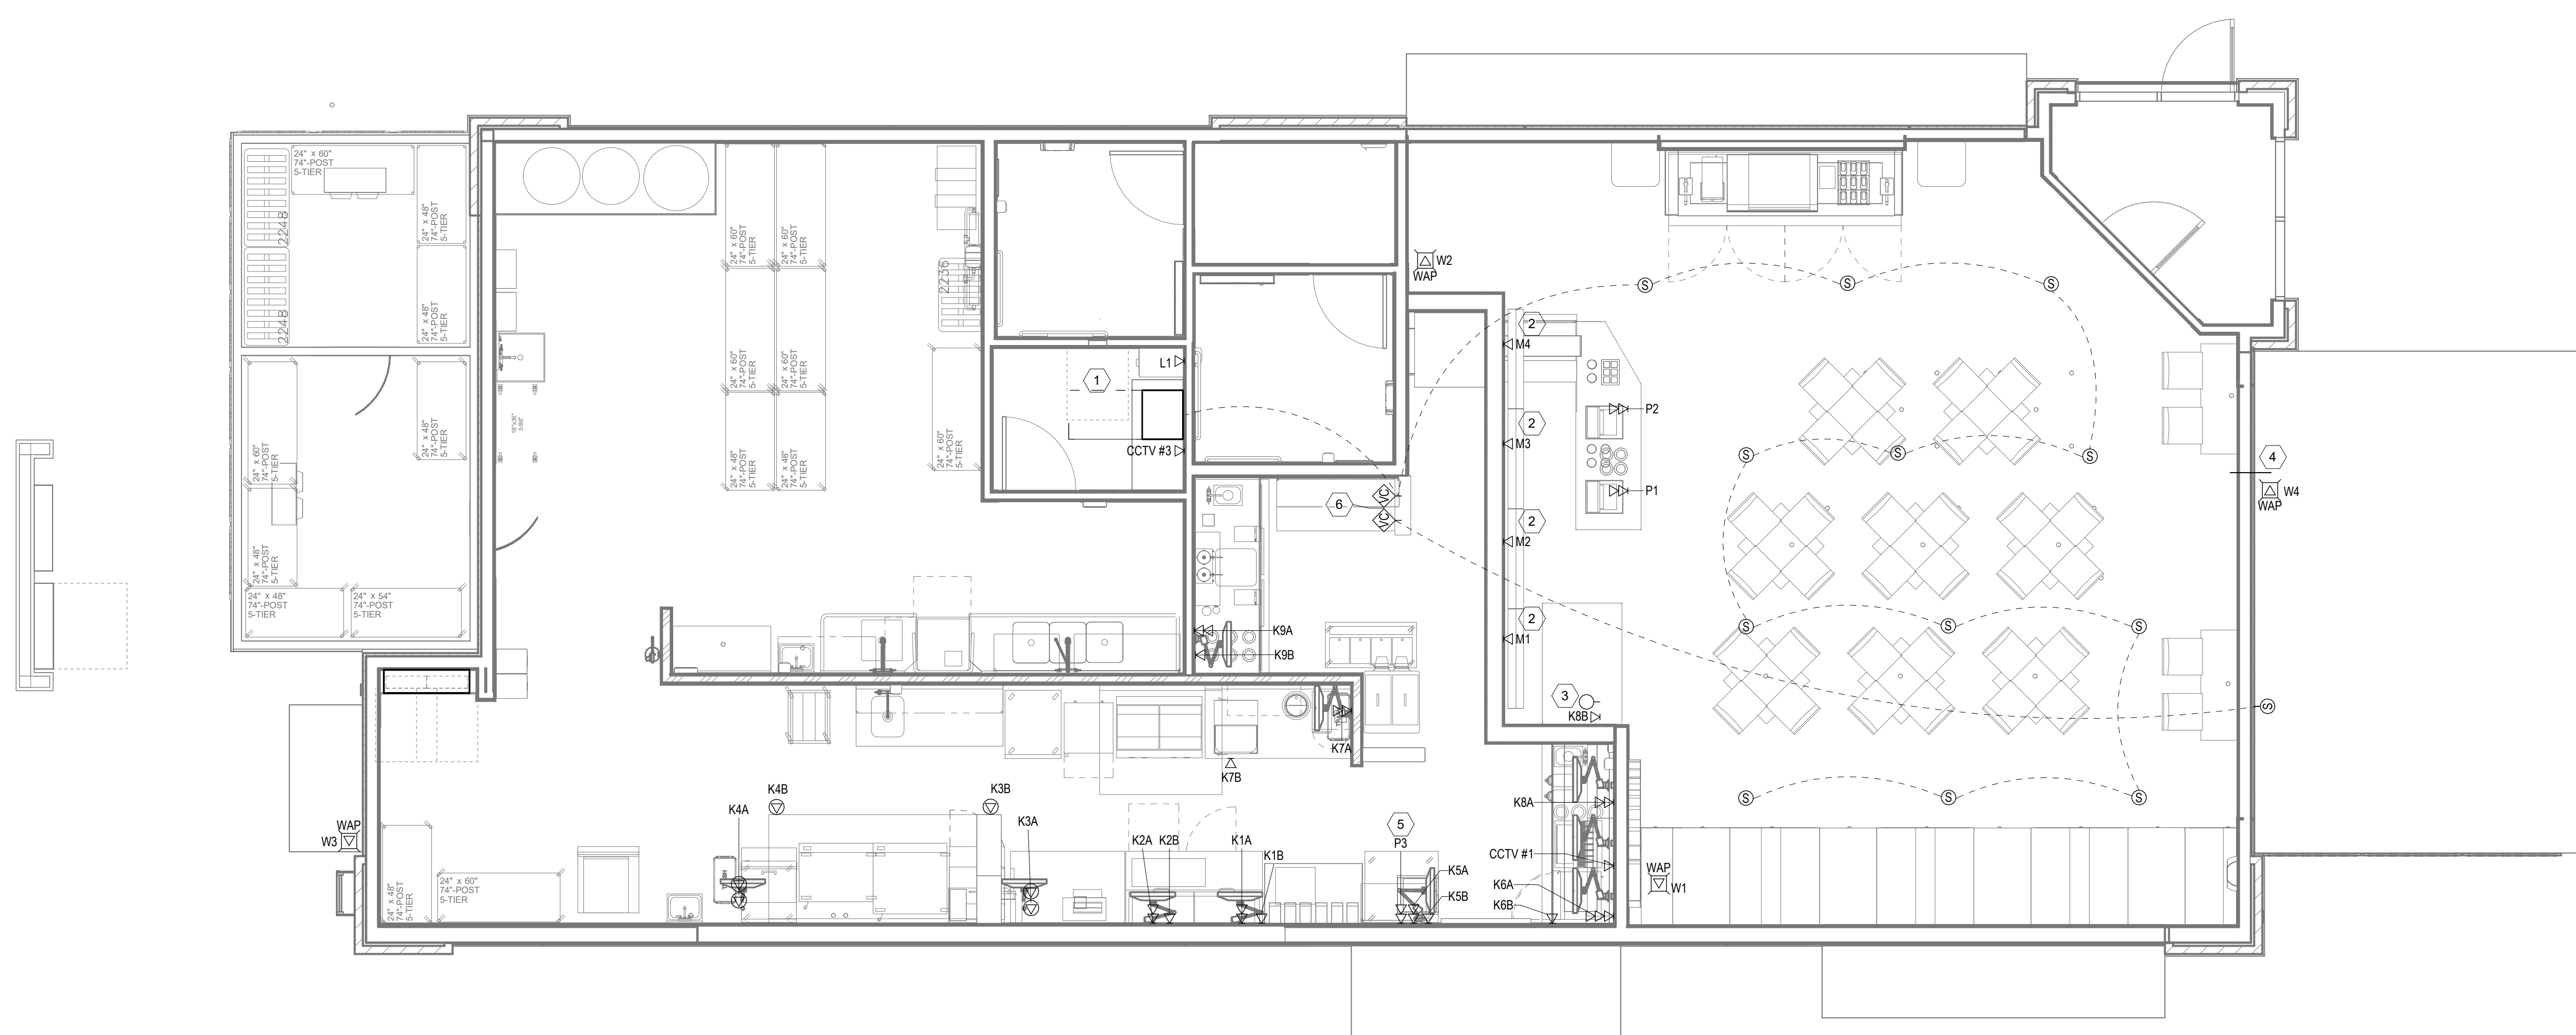 24" x 60"
74"-POST
5-TIER
2248
24" x 48"
74"-POST
5-TIER
2248
24" x 48"
74"-POST
5-TIER
24" x 60"
74"-POST
5-TIER
24" x 48"
74"-POST
5-TIER
24" x 48"
74"-POST
5-TIER
24" x 48"
74"-POST
5-TIER
24" x 54"
74"-POST
5-TIER
24" x 60"
74"-POST
5-TIER
24" x 60"
74"-POST
5-TIER
24" x 60"
74"-POST
5-TIER
24" x 60"
74"-POST
5-TIER
24" x 48"
74"-POST
5-TIER
24" x 48"
74"-POST
5-TIER
2236
24" x 60"
74"-POST
5-TIER
1
L1
CCTV #3
W2
WAP
S
S
S
2
M4
2
M3
2
M2
2
M1
P2
P1
6
VC
VC
S
S
S
4
W4
WAP
K9A
K9B
S
S
S
3
K8B
S
K7A
K7B
K4B
K3B
K4A
K3A
K2A
K2B
K1A
K1B
5
P3
K5A
K5B
K8A
CCTV #1
K6A
K6B
S
S
S
WAP
W1
WAP
W3
24" x 48"
74"-POST
5-TIER
24" x 60"
74"-POST
5-TIER